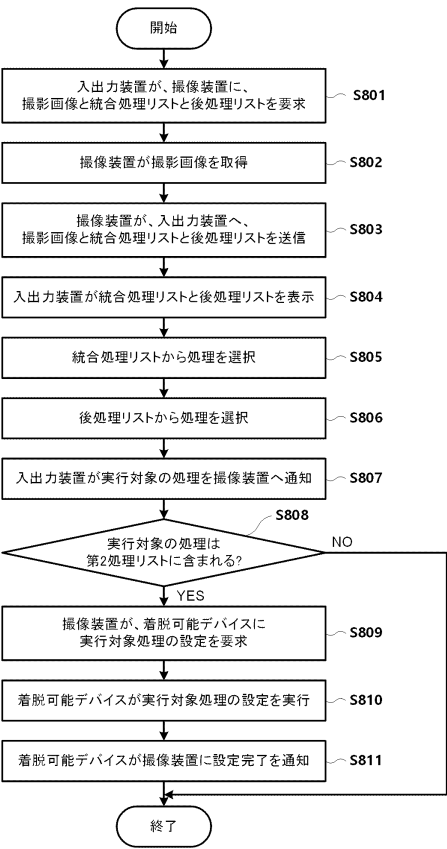 開始
入出力装置が、撮像装置に、
撮影画像と統合処理リストと後処理リストを要求
S801
撮像装置が撮影画像を取得
S802
撮像装置が、入出力装置へ、
撮影画像と統合処理リストと後処理リストを送信
S803
入出力装置が統合処理リストと後処理リストを表示
S804
統合処理リストから処理を選択
S805
後処理リストから処理を選択
S806
入出力装置が実行対象の処理を撮像装置へ通知
S807
S808
実行対象の処理は
第2処理リストに含まれる?
NO
YES
撮像装置が、着脱可能デバイスに
実行対象処理の設定を要求
S809
着脱可能デバイスが実行対象処理の設定を実行
S810
着脱可能デバイスが撮像装置に設定完了を通知
S811
終了